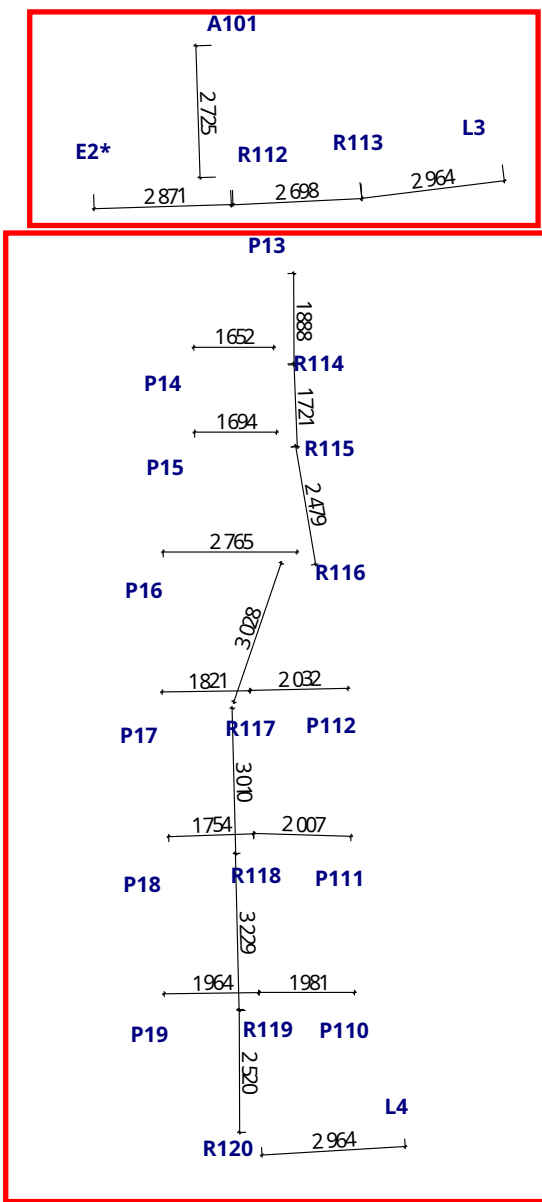 A101
2725
E2*
R112
R113
L3
2871
2698
2964
P13
1888
1652
R114
P14
1721
1694
R115
P15
2479
2765
R116
P16
3028
1821
2032
P17
R117
P112
3010
1754
2007
P18
R118
P111
3229
1964
1981
P19
R119
P110
2520
L4
R120
2964